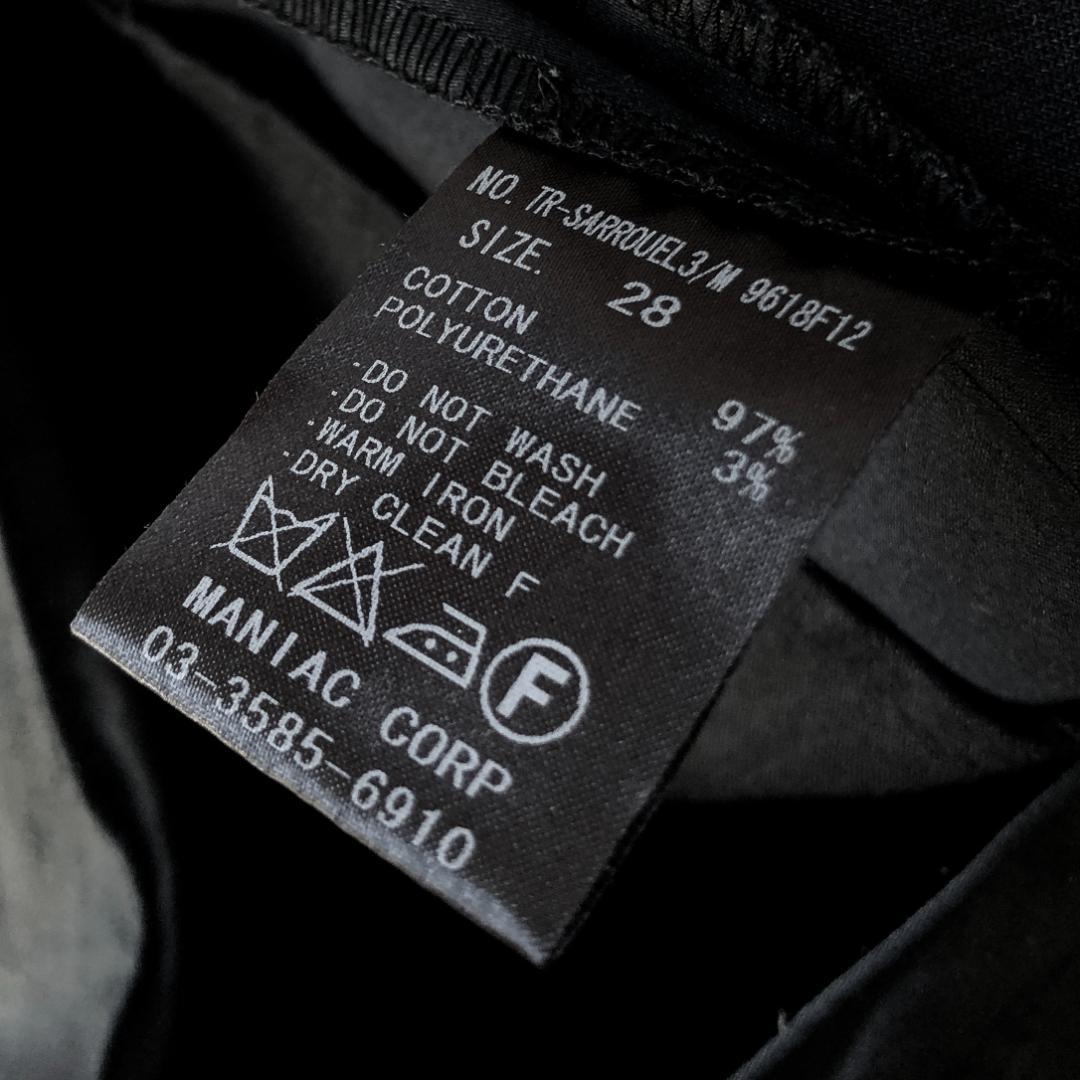 NO. TR-SARROUEL3/M 9618F12
SIZE. 28
COTTON 97%
POLYURETHANE 3%
·DO NOT WASH
·DO NOT BLEACH
·WARM IRON
·DRY CLEAN F
F
MANIAC CORP
03-3585-6910